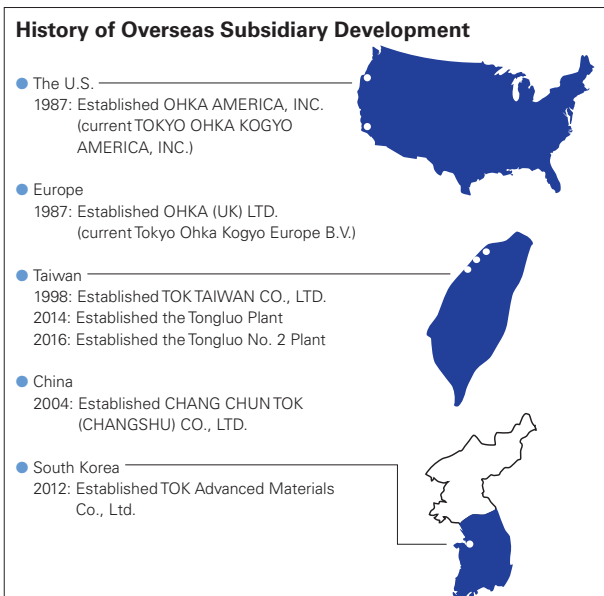 History of Overseas Subsidiary Development
The U.S.
1987: Established OHKA AMERICA, INC.
(current TOKYO OHKA KOGYO
AMERICA, INC.)
Europe
1987: Established OHKA (UK) LTD.
(current Tokyo Ohka Kogyo Europe B.V.)
Taiwan
1998: Established TOK TAIWAN CO., LTD.
2014: Established the Tongluo Plant
2016: Established the Tongluo No. 2 Plant
China
2004: Established CHANG CHUN TOK
(CHANGSHU) CO., LTD.
South Korea
2012: Established TOK Advanced Materials
Co., Ltd.